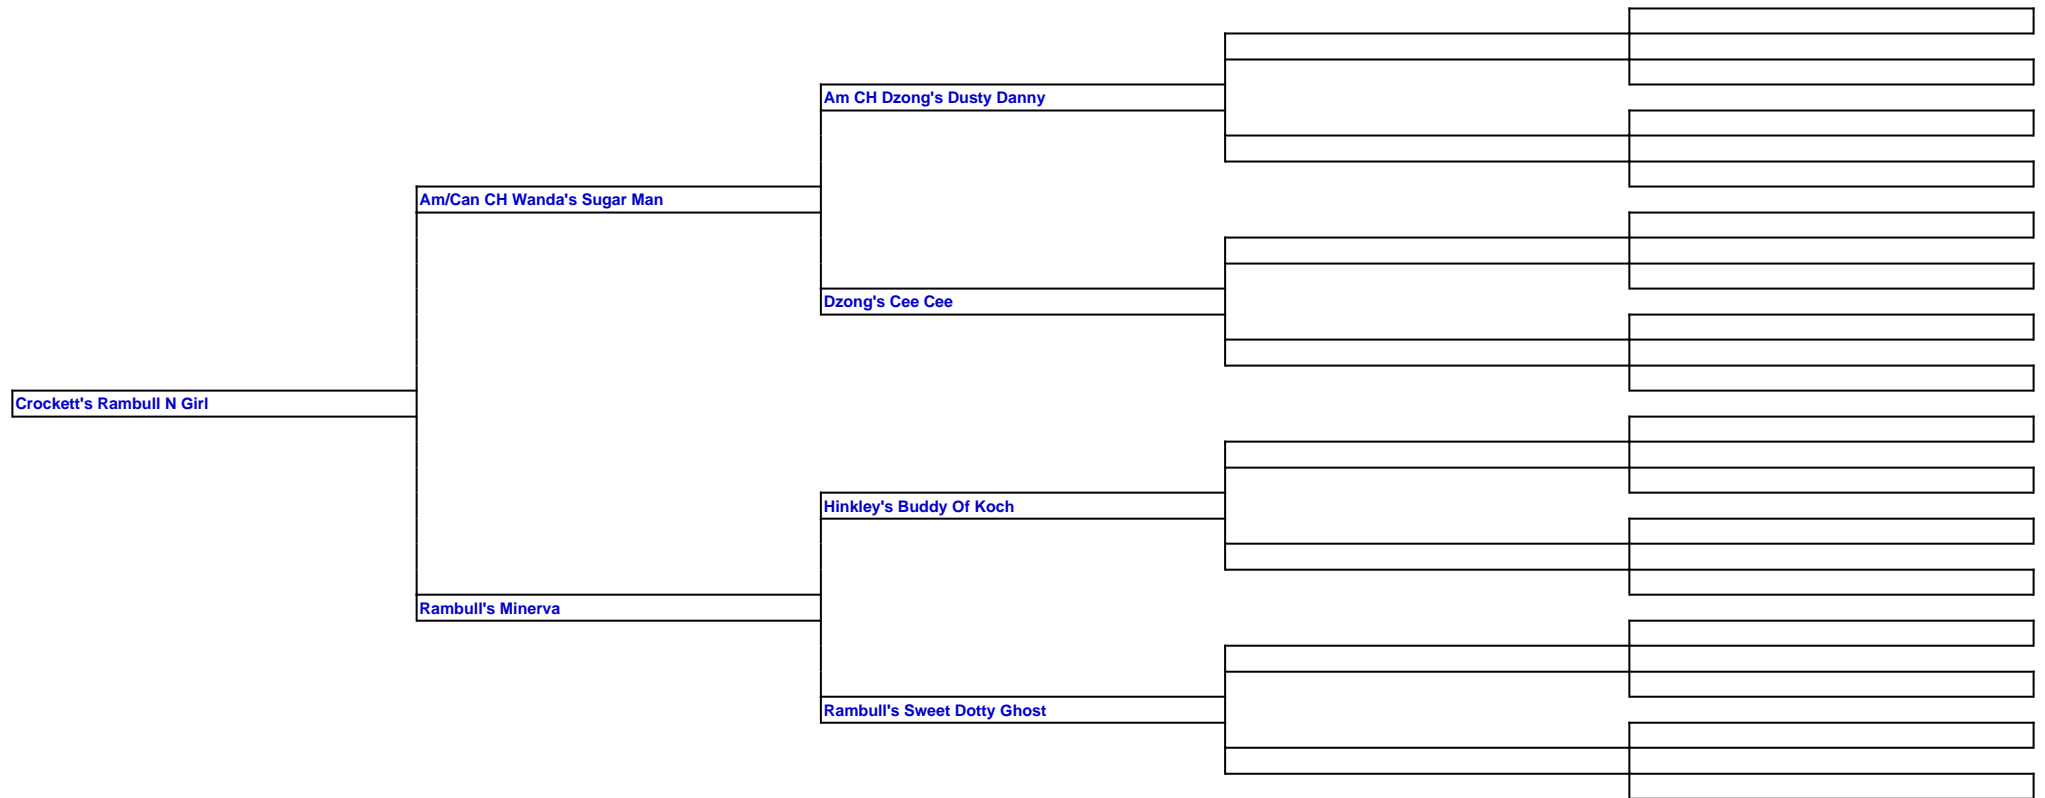 Am CH Dzong's Dusty Danny
Am/Can CH Wanda's Sugar Man
Dzong's Cee Cee
Crockett's Rambull N Girl
Hinkley's Buddy Of Koch
Rambull's Minerva
Rambull's Sweet Dotty Ghost